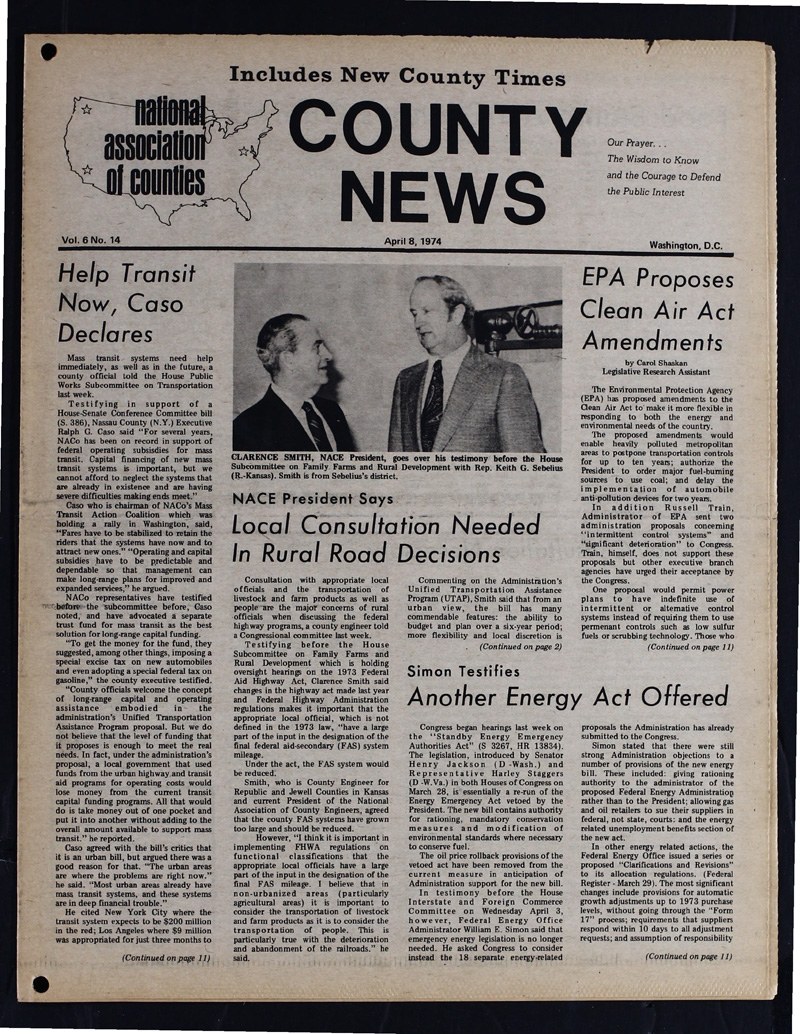 Includes New County Times
national
association
of counties
COUNTY
NEWS
Our Prayer. . .
The Wisdom to Know
and the Courage to Defend
the Public Interest
Vol. 6 No. 14
April 8, 1974
Washington, D.C.
Help Transit
Now, Caso
Declares
Mass transit systems need help
immediately, as well as in the future, a
county official told the House Public
Works Subcommittee on Transportation
last week.
Testifying in support of a
House-Senate Conference Committee bill
(S. 386), Nassau County (N.Y.) Executive
Ralph G. Caso said "For several years,
NACo has been on record in support of
federal operating subsisdies for mass
transit. Capital financing of new mass
transit systems is important, but we
cannot afford to neglect the systems that
are already in existence and are having
severe difficulties making ends meet."
Caso who is chairman of NACo's Mass
Transit Action Coalition which was
holding a rally in Washington, said,
"Fares have to be stabilized to retain the
riders that the systems have now and to
attract new ones." "Operating and capital
subsidies have to be predictable and
dependable so that management can
make long-range plans for improved and
expanded services," he argued.
NACo representatives have testified
before the subcommittee before, Caso
noted, and have advocated a separate
trust fund for mass transit as the best
solution for long-range capital funding.
"To get the money for the fund, they
suggested, among other things, imposing a
special excise tax on new automobiles
and even adopting a special federal tax on
gasoline," the county executive testified.
"County officials welcome the concept
of long-range capital and operating
assistance embodied in the
administration's Unified Transportation
Assistance Program proposal. But we do
not believe that the level of funding that
it proposes is enough to meet the real
needs. In fact, under the administration's
proposal, a local government that used
funds from the urban highway and transit
aid programs for operating costs would
lose money from the current transit
capital funding programs. All that would
do is take money out of one pocket and
put it into another without adding to the
overall amount available to support mass
transit." he reported.
Caso agreed with the bill's critics that
it is an urban bill, but argued there was a
good reason for that. "The urban areas
are where the problems are right now."
he said. "Most urban areas already have
mass transit systems, and these systems
are in deep financial trouble."
He cited New York City where the
transit system expects to be $200 million
in the red; Los Angeles where $9 million
was appropriated for just three months to
(Continued on page 11)
CLARENCE SMITH, NACE President, goes over his testimony before the House
Subcommittee on Family Farms and Rural Development with Rep. Keith G. Sebelius
(R.-Kansas). Smith is from Sebelius's district.
NACE President Says
Local Consultation Needed
In Rural Road Decisions
Consultation with appropriate local
officials and the transportation of
livestock and farm products as well as
people are the major concerns of rural
officials when discussing the federal
highway programs, a county engineer told
a Congressional committee last week.
Testifying before the House
Subcommittee on Family Farms and
Rural Development which is holding
oversight hearings on the 1973 Federal
Aid Highway Act, Clarence Smith said
changes in the highway act made last year
and Federal Highway Administration
regulations makes it important that the
appropriate local official, which is not
defined in the 1973 law, "have a large
part of the input in the designation of the
final federal aid-secondary (FAS) system
mileage.
Under the act, the FAS system would
be reduced.
Smith, who is County Engineer for
Republic and Jewell Counties in Kansas
and current President of the National
Association of County Engineers, agreed
that the county FAS systems have grown
too large and should be reduced.
However, "I think it is important in
implementing FHWA regulations on
functional classifications that the
appropriate local officials have a large
part of the input in the designation of the
final FAS mileage. I believe that in
non-urbanized areas (particularly
agricultural areas) it is important to
consider the transportation of livestock
and farm products as it is to consider the
transportation of people. This is
particularly true with the deterioration
and abandonment of the railroads." he
said.
Commenting on the Administration's
Unified Transportation Assistance
Program (UTAP), Smith said that from an
urban view, the bill has many
commendable features: the ability to
budget and plan over a six-year period;
more flexibility and local discretion is
(Continued on page 2)
Simon Testifies
Another Energy Act Offered
Congress began hearings last week on
the "Standby Energy Emergency
Authorities Act" (S 3267, HR 13834).
The legislation, introduced by Senator
Henry Jackson (D -Wash.) and
Representative Harley Staggers
(D -W.Va.) in both Houses of Congress on
March 28, is essentially a re-run of the
Energy Emergency Act vetoed by the
President. The new bill contains authority
for rationing, mandatory conservation
measures and modification of
environmental standards where necessary
to conserve fuel.
The oil price rollback provisions of the
vetoed act have been removed from the
current measure in anticipation of
Administration support for the new bill.
In testimony before the House
Interstate and Foreign Commerce
Committee on Wednesday April 3,
however, Federal Energy Office
Administrator William E. Simon said that
emergency energy legislation is no longer
needed. He asked Congress to consider
instead the 18 separate energy-related
proposals the Administration has already
submitted to the Congress.
Simon stated that there were still
strong Administration objections to a
number of provisions of the new energy
bill. These included: giving rationing
authority to the administrator of the
proposed Federal Energy Administration
rather than to the President; allowing gas
and oil retailers to sue their suppliers in
federal, not state, courts: and the energy
related unemployment benefits section of
the new act.
In other energy related actions, the
Federal Energy Office issued a series or
proposed "Clarifications and Revisions"
to its allocation regulations. (Federal
Register - March 29). The most significant
changes include provisions for automatic
growth adjustments up to 1973 purchase
levels, without going through the "Form
17" process; requirements that suppliers
respond within 10 days to all adjustment
requests; and assumption of responsibility
(Continued on page 11)
EPA Proposes
Clean Air Act
Amendments
by Carol Shaskan
Legislative Research Assistant
The Environmental Protection Agency
(EPA) has proposed amendments to the
Clean Air Act to make it more flexible in
responding to both the energy and
environmental needs of the country.
The proposed amendments would
enable heavily polluted metropolitan
areas to postpone transportation controls
for up to ten years; authorize the
President to order major fuel-burning
sources to use coal; and delay the
implementation of automobile
anti-pollution devices for two years.
In addition Russell Train,
Administrator of EPA sent two
administration proposals concerning
"intermittent control systems" and
"significant deterioration" to Congress.
Train, himself, does not support these
proposals but other executive branch
agencies have urged their acceptance by
the Congress.
One proposal would permit power
plants to have indefinite use of
intermittent or alternative control
systems instead of requiring them to use
permenant controls such as low sulfur
fuels or scrubbing technology. Those who
(Continued on page 11)